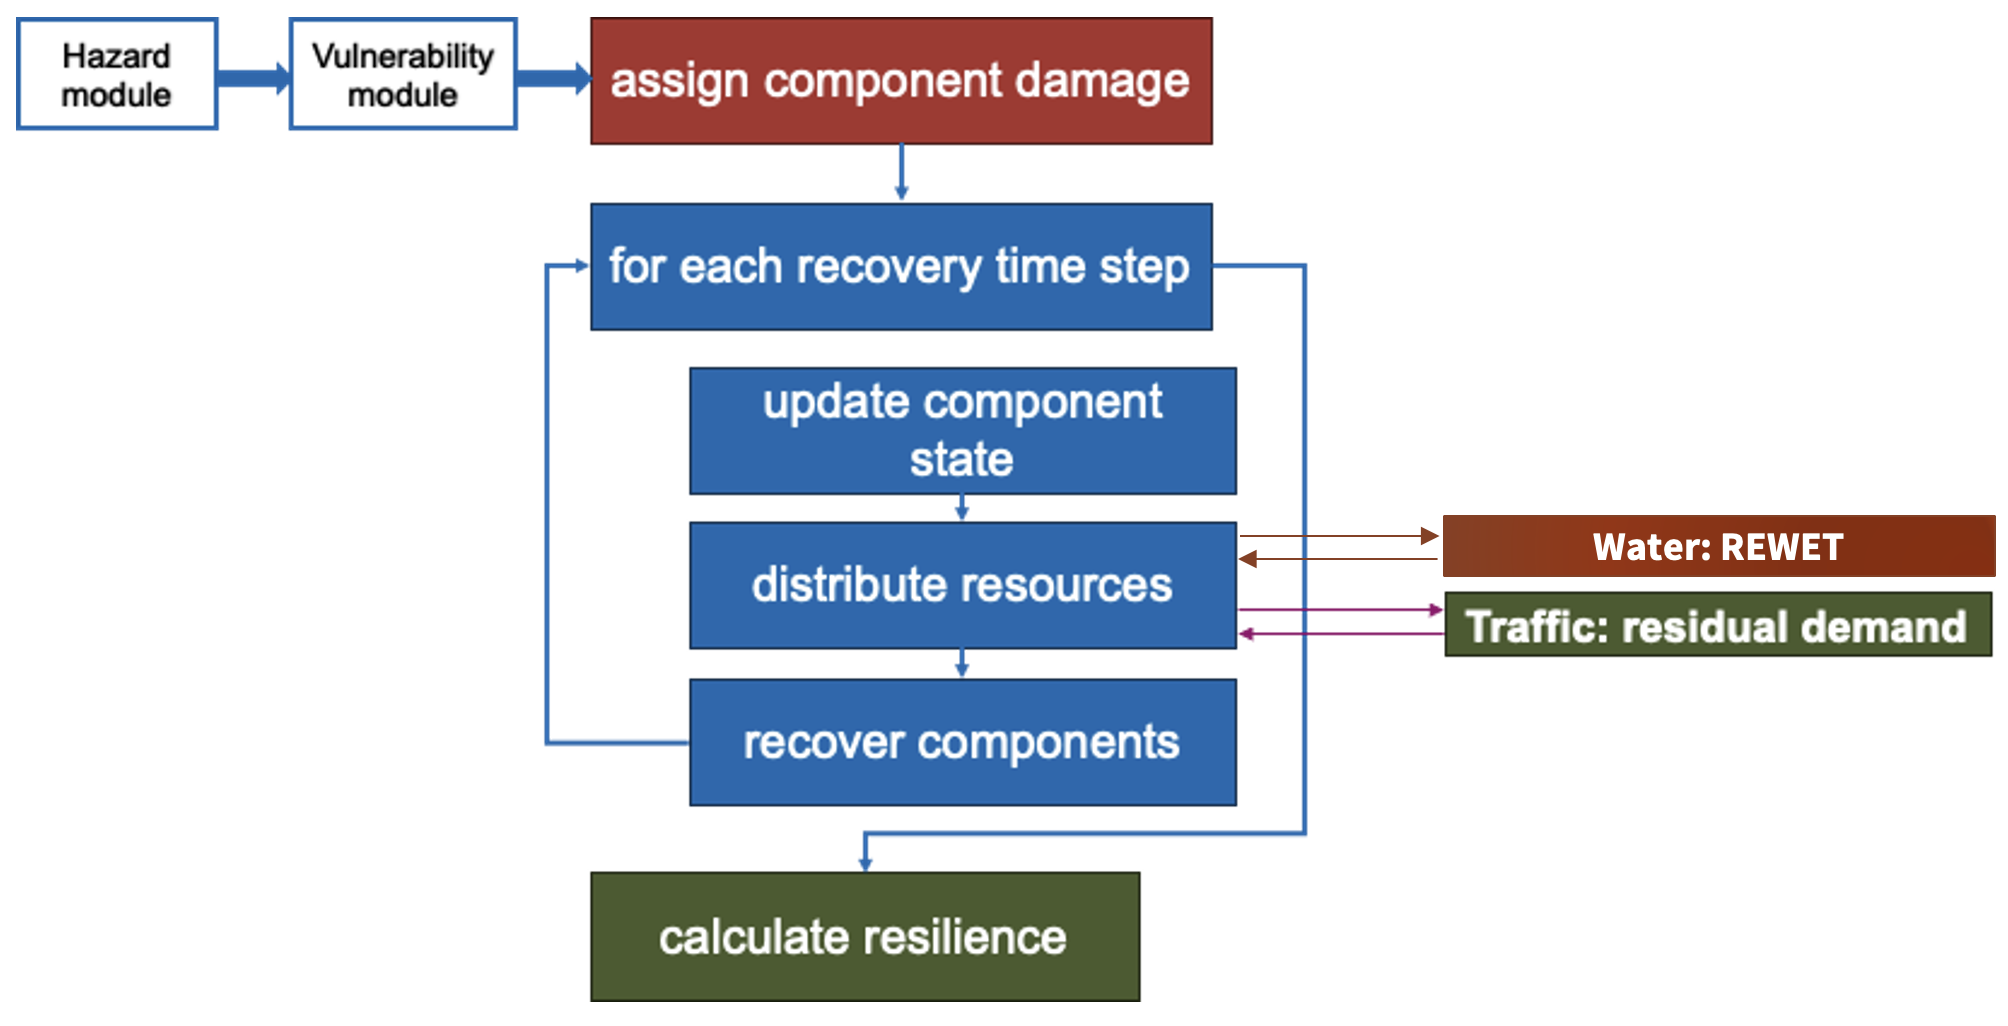 Hazard
module
Vulnerability
module
assign component damage
for each recovery time step
update component
state
distribute resources
Water: REWET
Traffic: residual demand
recover components
calculate resilience